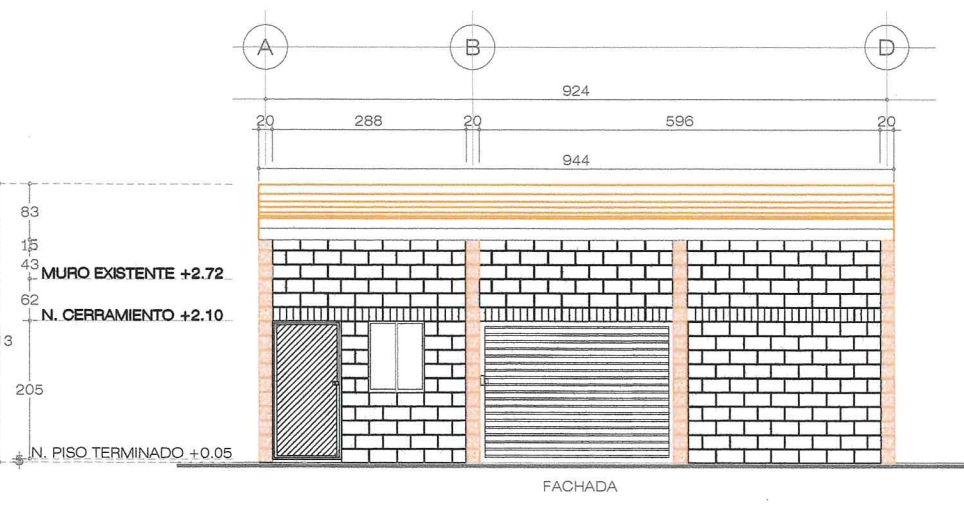 A B D
924
20 288 20 596 20
944
83
15
43
MURO EXISTENTE +2.72
62
N. CERRAMIENTO +2.10
3
205
N. PISO TERMINADO +0.05
FACHADA